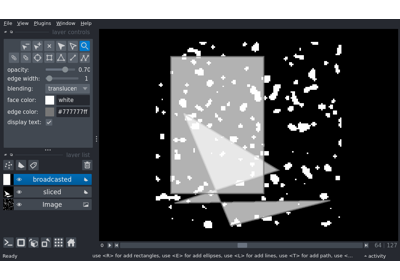 File View Plugins Window Help
layer controls
opacity: 0.70
edge width: 1
blending: translucen
face color: white
edge color: #777777ff
display text:
layer list
broadcasted
sliced
Image
0 64 | 127
Ready use <R> for add rectangles, use <E> for add ellipses, use <L> for add lines, use <T> for add path, use <... activity